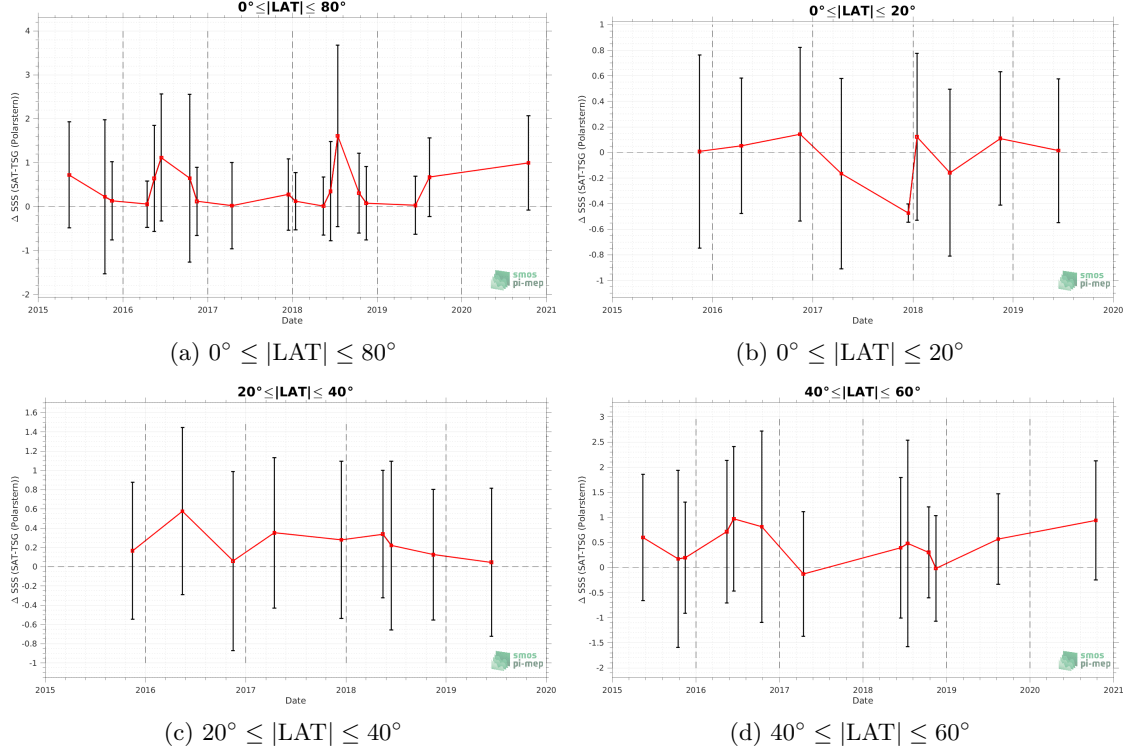 0°≤|LAT|≤ 80°
Δ SSS (SAT-TSG (Polarstern))
4
3
2
1
0
-1
-2
2015 2016 2017 2018 2019 2020 2021
Date
smos
pi-mep
(a) 0° ≤ |LAT| ≤ 80°
0°≤|LAT|≤ 20°
Δ SSS (SAT-TSG (Polarstern))
1
0.8
0.6
0.4
0.2
0
-0.2
-0.4
-0.6
-0.8
-1
2015 2016 2017 2018 2019 2020
Date
smos
pi-mep
(b) 0° ≤ |LAT| ≤ 20°
20°≤|LAT|≤ 40°
Δ SSS (SAT-TSG (Polarstern))
1.6
1.4
1.2
1
0.8
0.6
0.4
0.2
0
-0.2
-0.4
-0.6
-0.8
-1
2015 2016 2017 2018 2019 2020
Date
smos
pi-mep
(c) 20° ≤ |LAT| ≤ 40°
40°≤|LAT|≤ 60°
Δ SSS (SAT-TSG (Polarstern))
3
2.5
2
1.5
1
0.5
0
-0.5
-1
-1.5
-2
2015 2016 2017 2018 2019 2020 2021
Date
smos
pi-mep
(d) 40° ≤ |LAT| ≤ 60°